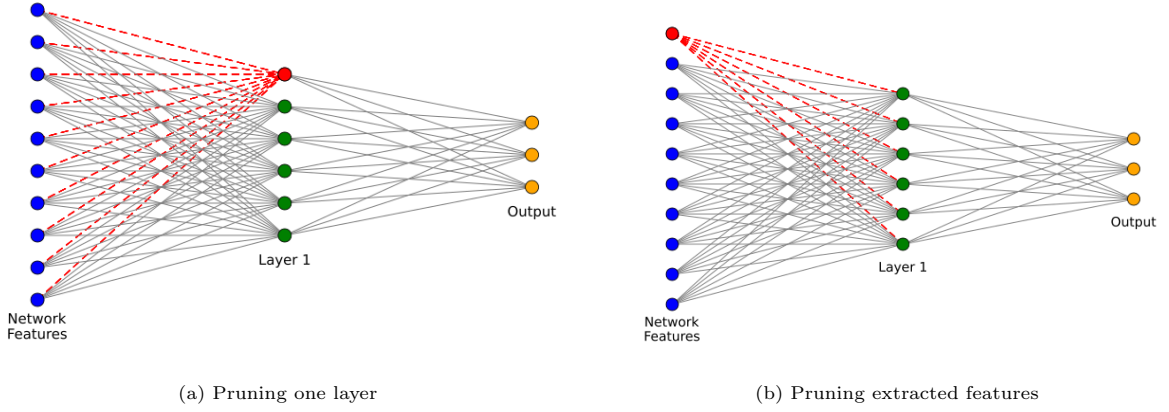 Network
Features
Layer 1
Output
Network
Features
Layer 1
Output
(a) Pruning one layer
(b) Pruning extracted features